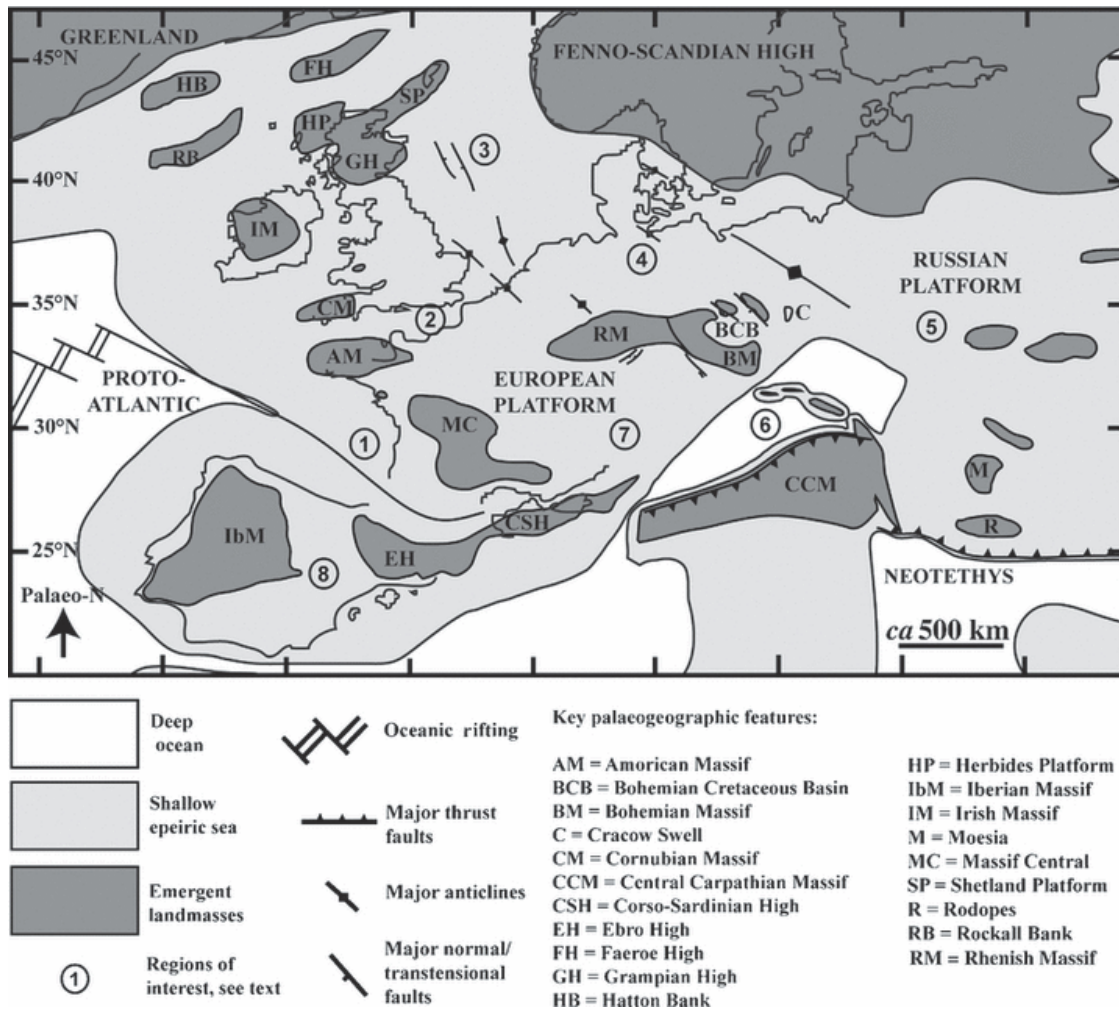 GREENLAND
FENNO-SCANDIAN HIGH
45°N
HB
FH
SP
HP
RB
GH
3
40°N
IM
4
RUSSIAN
PLATFORM
35°N
CM
2
RM
BCB
C
5
AM
BM
PROTO-
ATLANTIC
EUROPEAN
PLATFORM
30°N
1
MC
7
6
M
CCM
IbM
CSH
R
25°N
EH
8
NEOTETHYS
Palaeo-N
ca 500 km
Deep
ocean
Shallow
epeiric sea
Emergent
landmasses
1
Regions of
interest, see text
Oceanic rifting
Major thrust
faults
Major anticlines
Major normal/
transtensional
faults
Key palaeogeographic features:
AM = Amorican Massif
BCB = Bohemian Cretaceous Basin
BM = Bohemian Massif
C = Cracow Swell
CM = Cornubian Massif
CCM = Central Carpathian Massif
CSH = Corso-Sardinian High
EH = Ebro High
FH = Faeroe High
GH = Grampian High
HB = Hatton Bank
HP = Herbides Platform
IbM = Iberian Massif
IM = Irish Massif
M = Moesia
MC = Massif Central
SP = Shetland Platform
R = Rodopes
RB = Rockall Bank
RM = Rhenish Massif